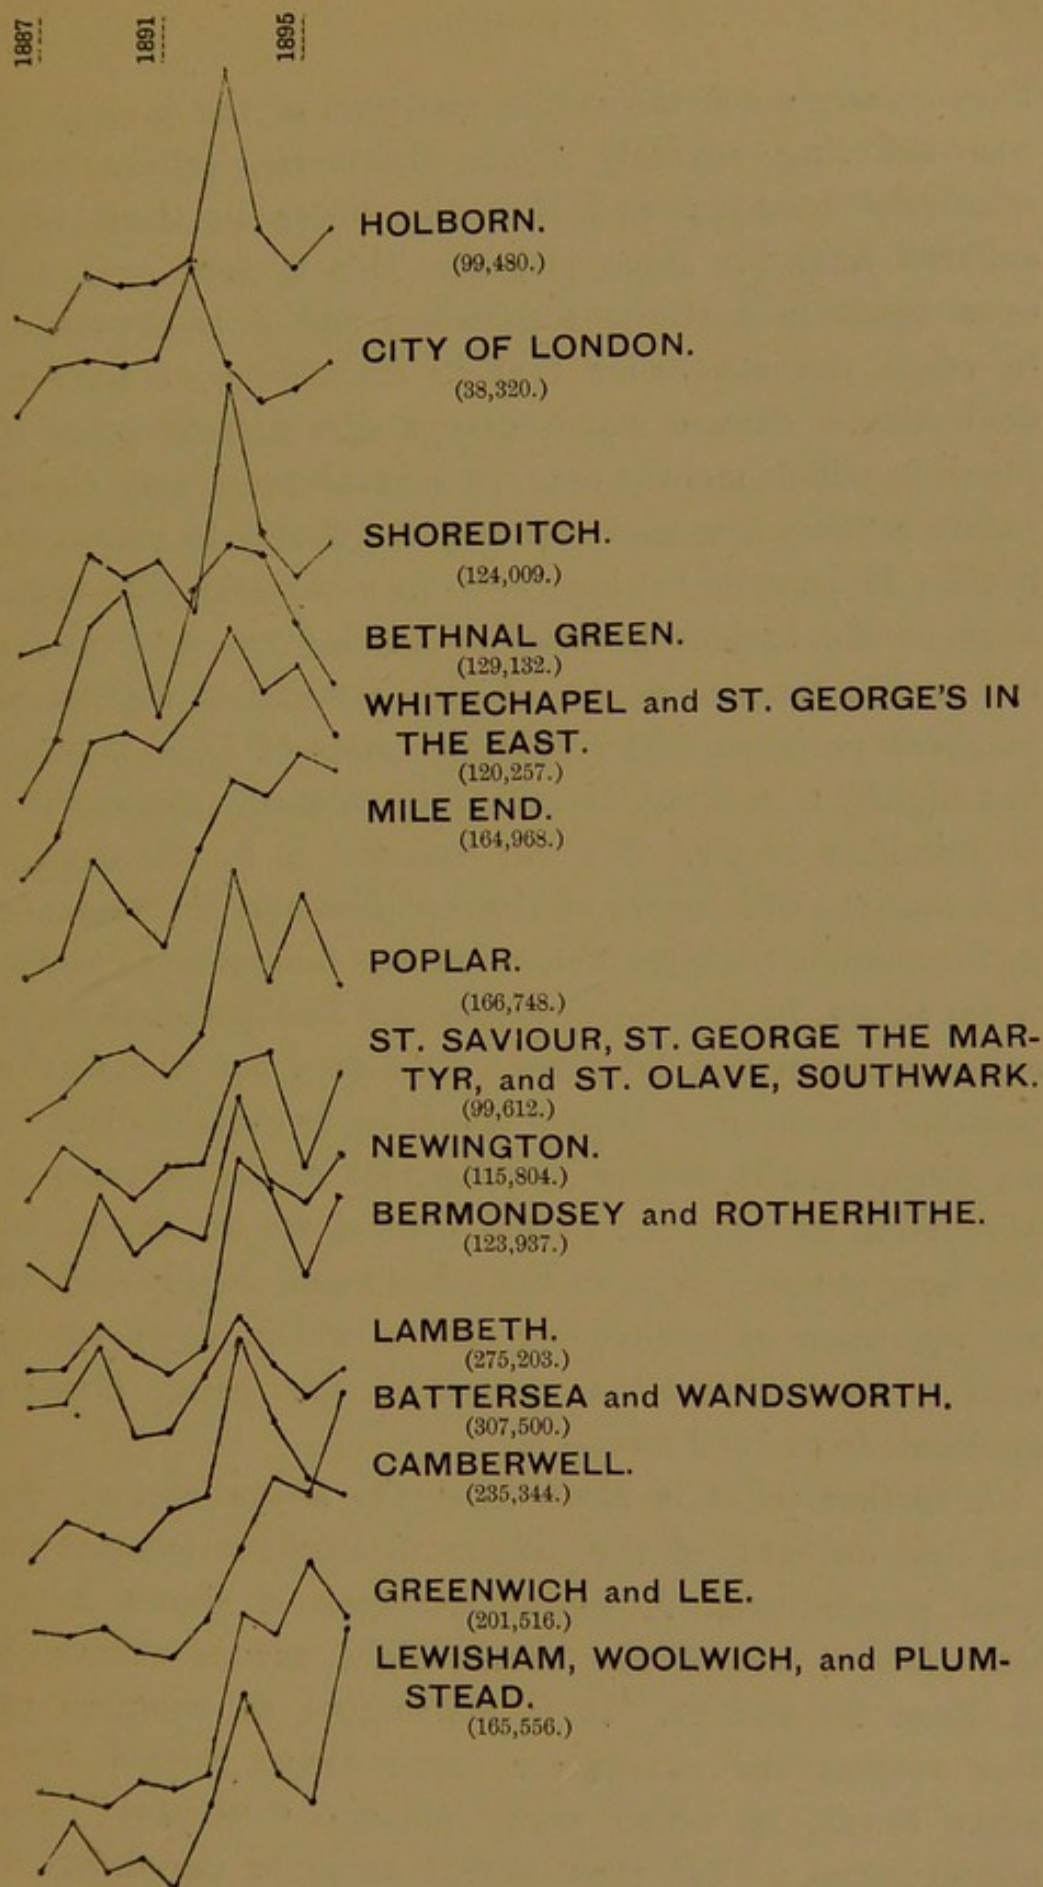 1887
1891
1895
HOLBORN.
(99,480.)
CITY OF LONDON.
(38,320.)
SHOREDITCH.
(124,009.)
BETHNAL GREEN.
(129,132.)
WHITECHAPEL and ST. GEORGE'S IN
THE EAST.
(120,257.)
MILE END.
(164,968.)
POPLAR.
(166,748.)
ST. SAVIOUR, ST. GEORGE THE MAR-
TYR, and ST. OLAVE, SOUTHWARK.
(99,612.)
NEWINGTON.
(115,804.)
BERMONDSEY and ROTHERHITHE.
(123,937.)
LAMBETH.
(275,203.)
BATTERSEA and WANDSWORTH.
(307,500.)
CAMBERWELL.
(235,344.)
GREENWICH and LEE.
(201,516.)
LEWISHAM, WOOLWICH, and PLUM-
STEAD.
(165,556.)